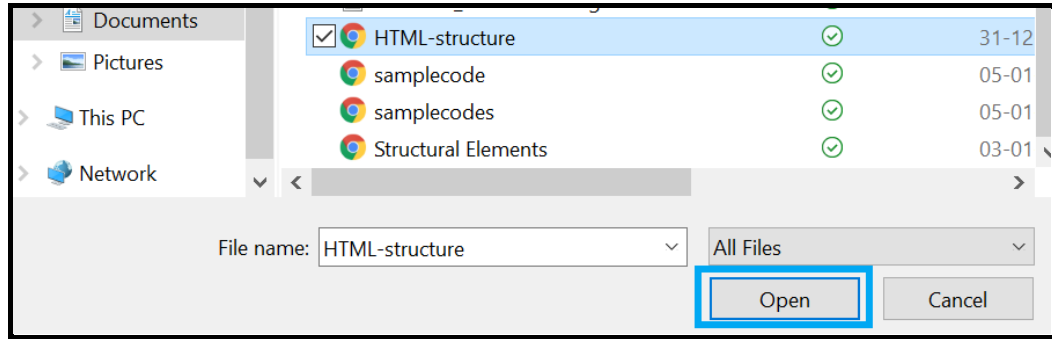 Documents
Pictures
This PC
Network
HTML-structure 31-12
samplecode 05-01
samplecodes 05-01
Structural Elements 03-01
File name: HTML-structure All Files
Open Cancel